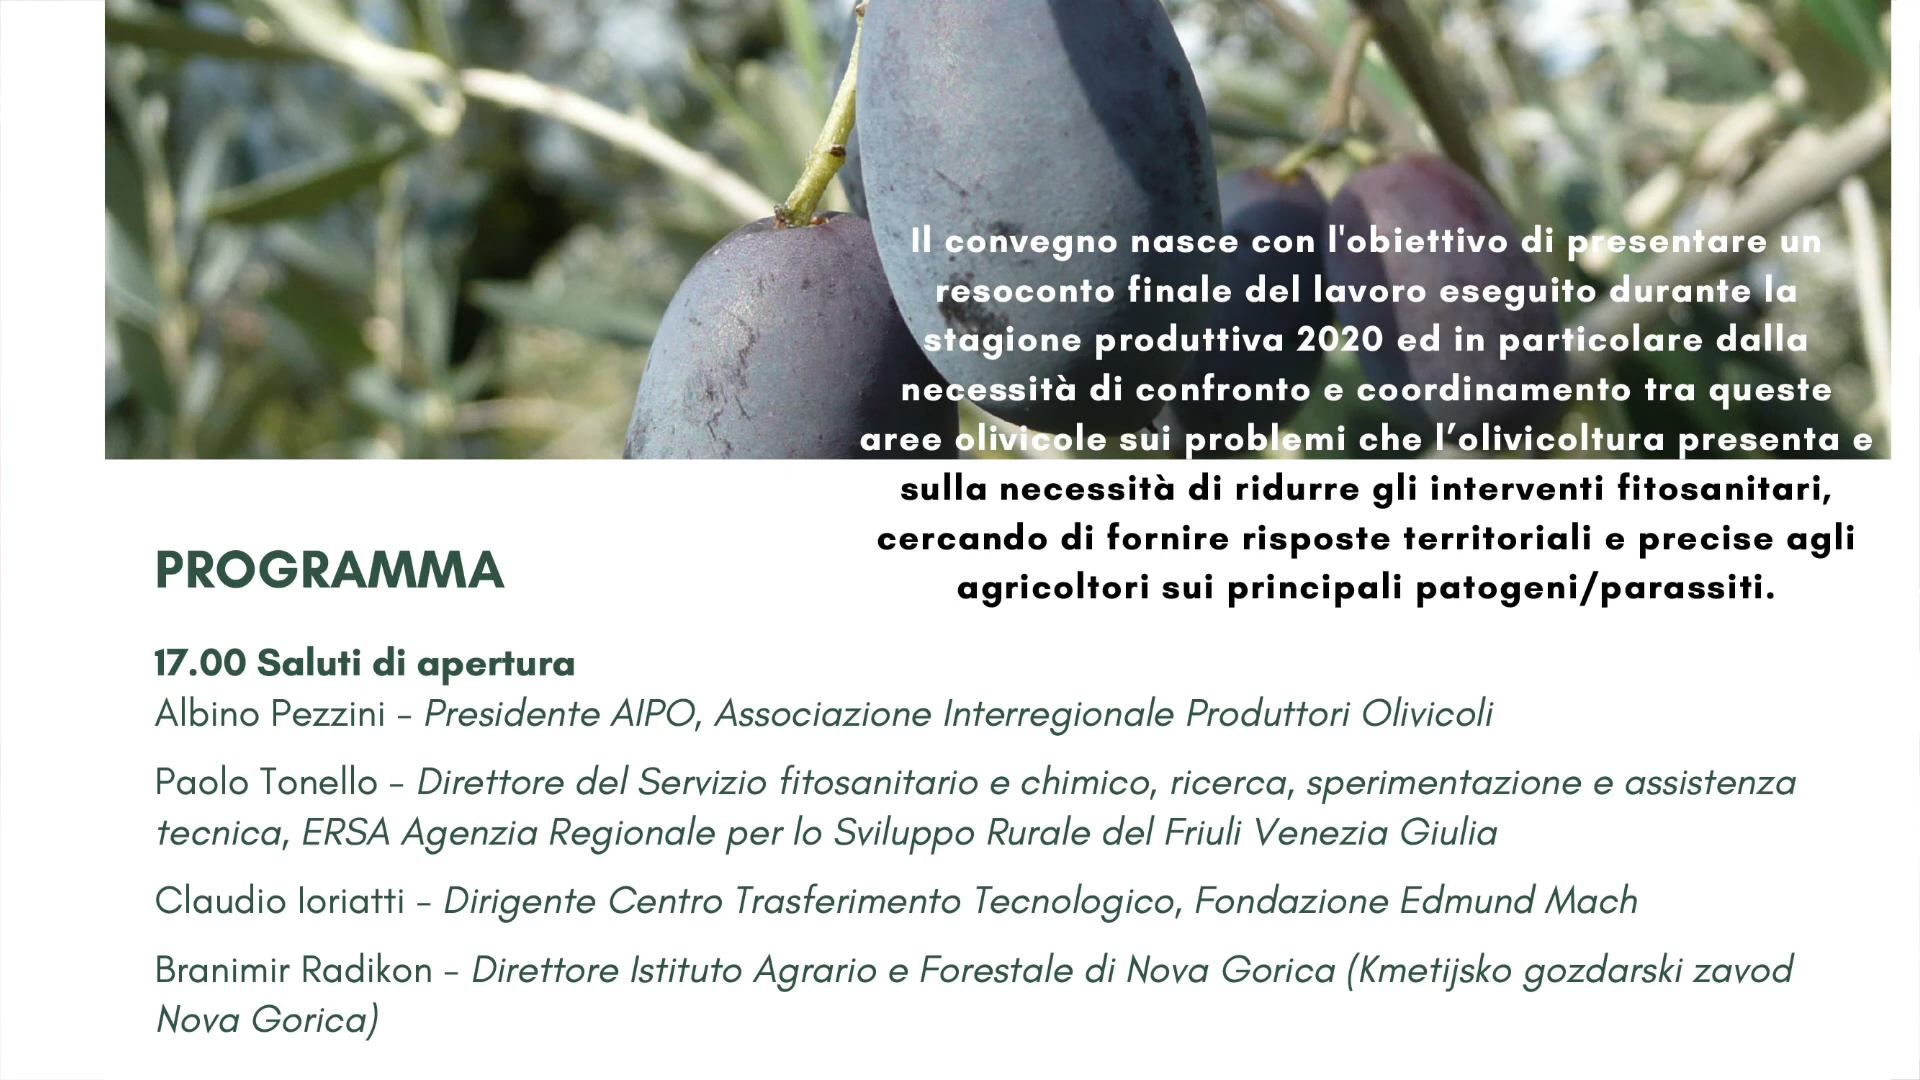 Il convegno nasce con l'obiettivo di presentare un
resoconto finale del lavoro eseguito durante la
stagione produttiva 2020 ed in particolare dalla
necessità di confronto e coordinamento tra queste
aree olivicole sui problemi che l’olivicoltura presenta e
sulla necessità di ridurre gli interventi fitosanitari,
cercando di fornire risposte territoriali e precise agli
agricoltori sui principali patogeni/parassiti.
PROGRAMMA
17.00 Saluti di apertura
Albino Pezzini – Presidente AIPO, Associazione Interregionale Produttori Olivicoli
Paolo Tonello – Direttore del Servizio fitosanitario e chimico, ricerca, sperimentazione e assistenza
tecnica, ERSA Agenzia Regionale per lo Sviluppo Rurale del Friuli Venezia Giulia
Claudio Ioriatti – Dirigente Centro Trasferimento Tecnologico, Fondazione Edmund Mach
Branimir Radikon – Direttore Istituto Agrario e Forestale di Nova Gorica (Kmetijsko gozdarski zavod
Nova Gorica)